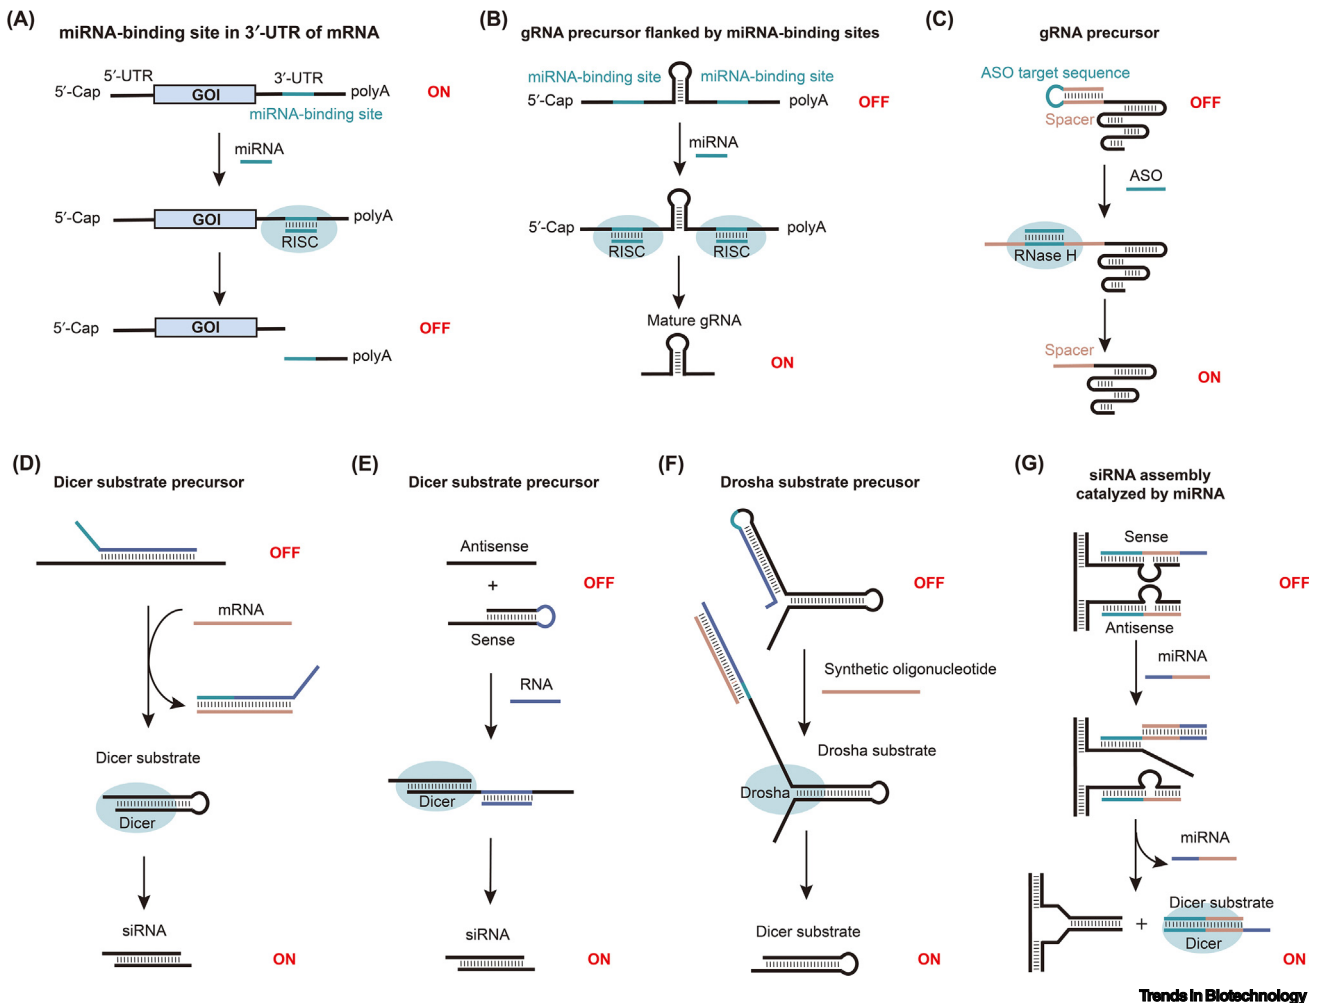 (A)
miRNA-binding site in 3′-UTR of mRNA
5′-UTR
3′-UTR
5′-Cap
GOI
polyA
ON
miRNA-binding site
miRNA
5′-Cap
GOI
polyA
RISC
5′-Cap
GOI
OFF
polyA
(B)
gRNA precursor flanked by miRNA-binding sites
miRNA-binding site
miRNA-binding site
5′-Cap
polyA
OFF
miRNA
5′-Cap
polyA
RISC
RISC
Mature gRNA
ON
(C)
gRNA precursor
ASO target sequence
OFF
Spacer
ASO
RNase H
Spacer
ON
(D)
Dicer substrate precursor
OFF
mRNA
Dicer substrate
Dicer
siRNA
ON
(E)
Dicer substrate precursor
Antisense
+
OFF
Sense
RNA
Dicer
siRNA
ON
(F)
Drosha substrate precusor
OFF
Synthetic oligonucleotide
Drosha substrate
Drosha
Dicer substrate
ON
(G)
siRNA assembly
catalyzed by miRNA
Sense
OFF
Antisense
miRNA
miRNA
Dicer substrate
+
Dicer
ON
Trends in Biotechnology